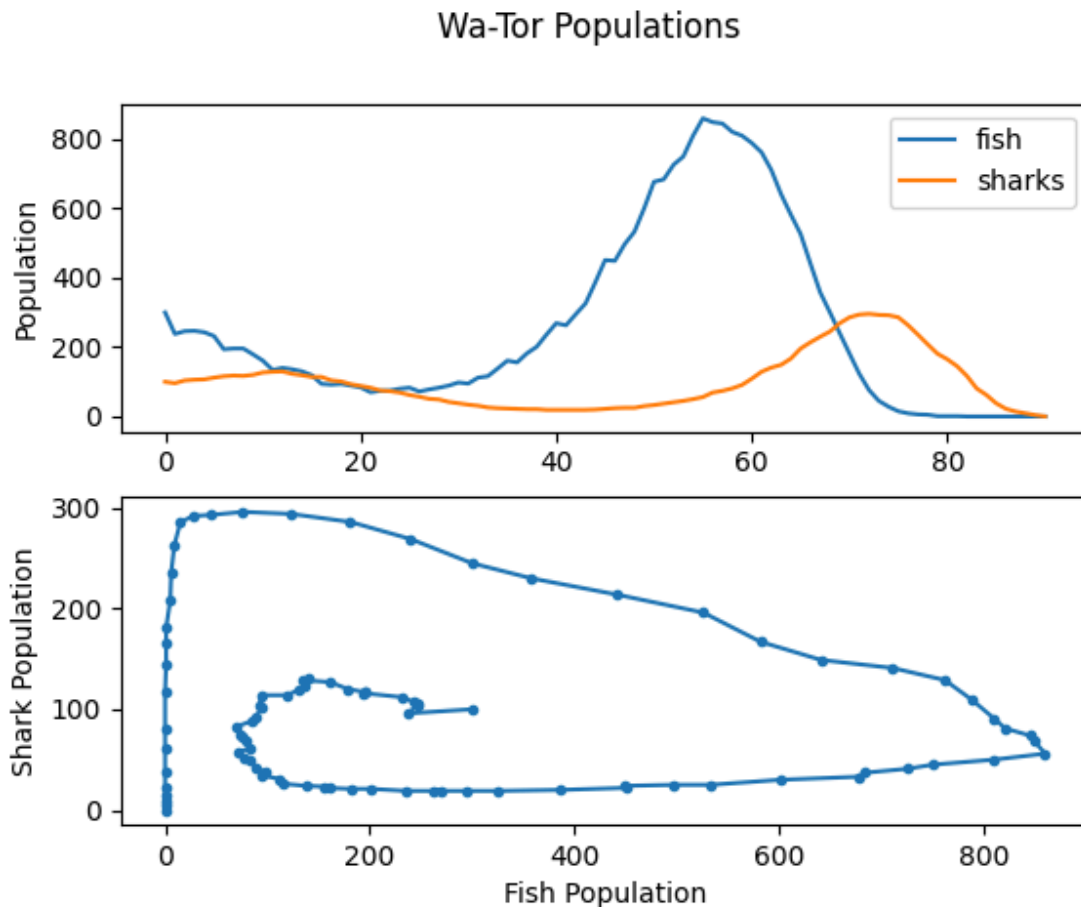 Wa-Tor Populations
800
600
400
200
0
Population
fish
sharks
0 20 40 60 80
300
200
100
0
Shark Population
0 200 400 600 800
Fish Population